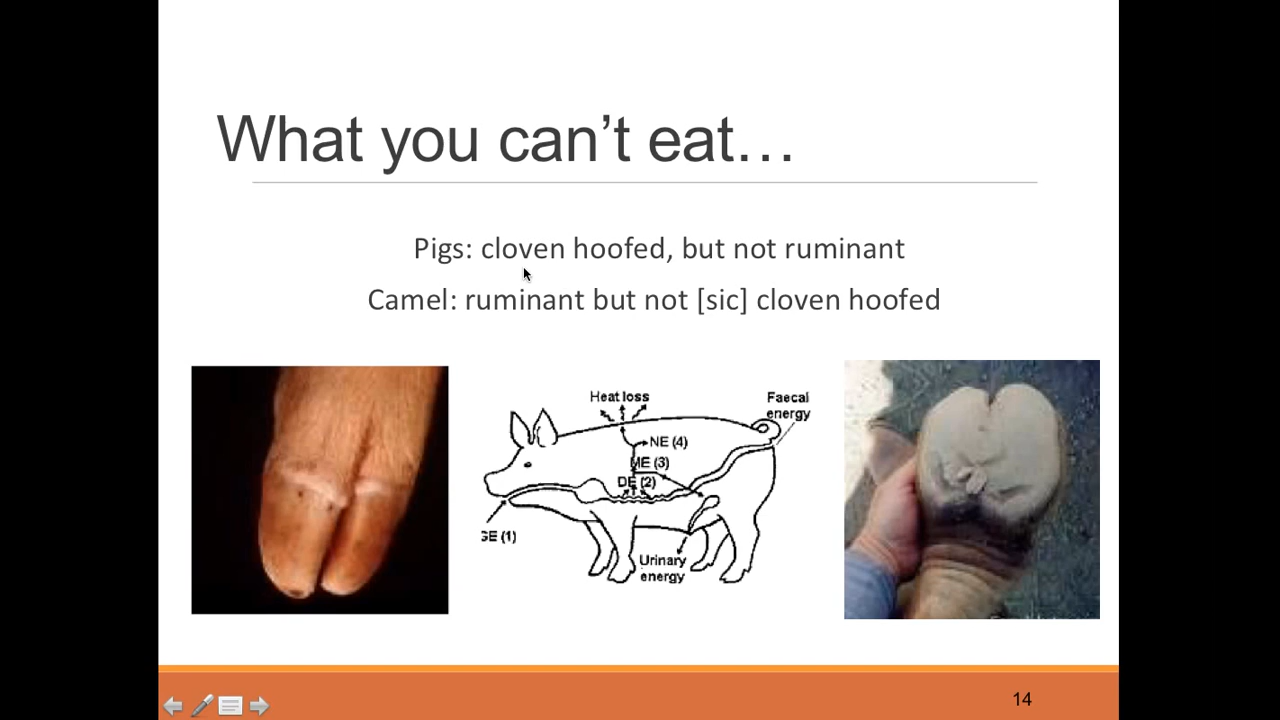 What you can't eat…
Pigs: cloven hoofed, but not ruminant
Camel: ruminant but not [sic] cloven hoofed
Heat loss
Faecal
energy
NE (4)
ME (3)
DE (2)
GE (1)
Urinary
energy
14